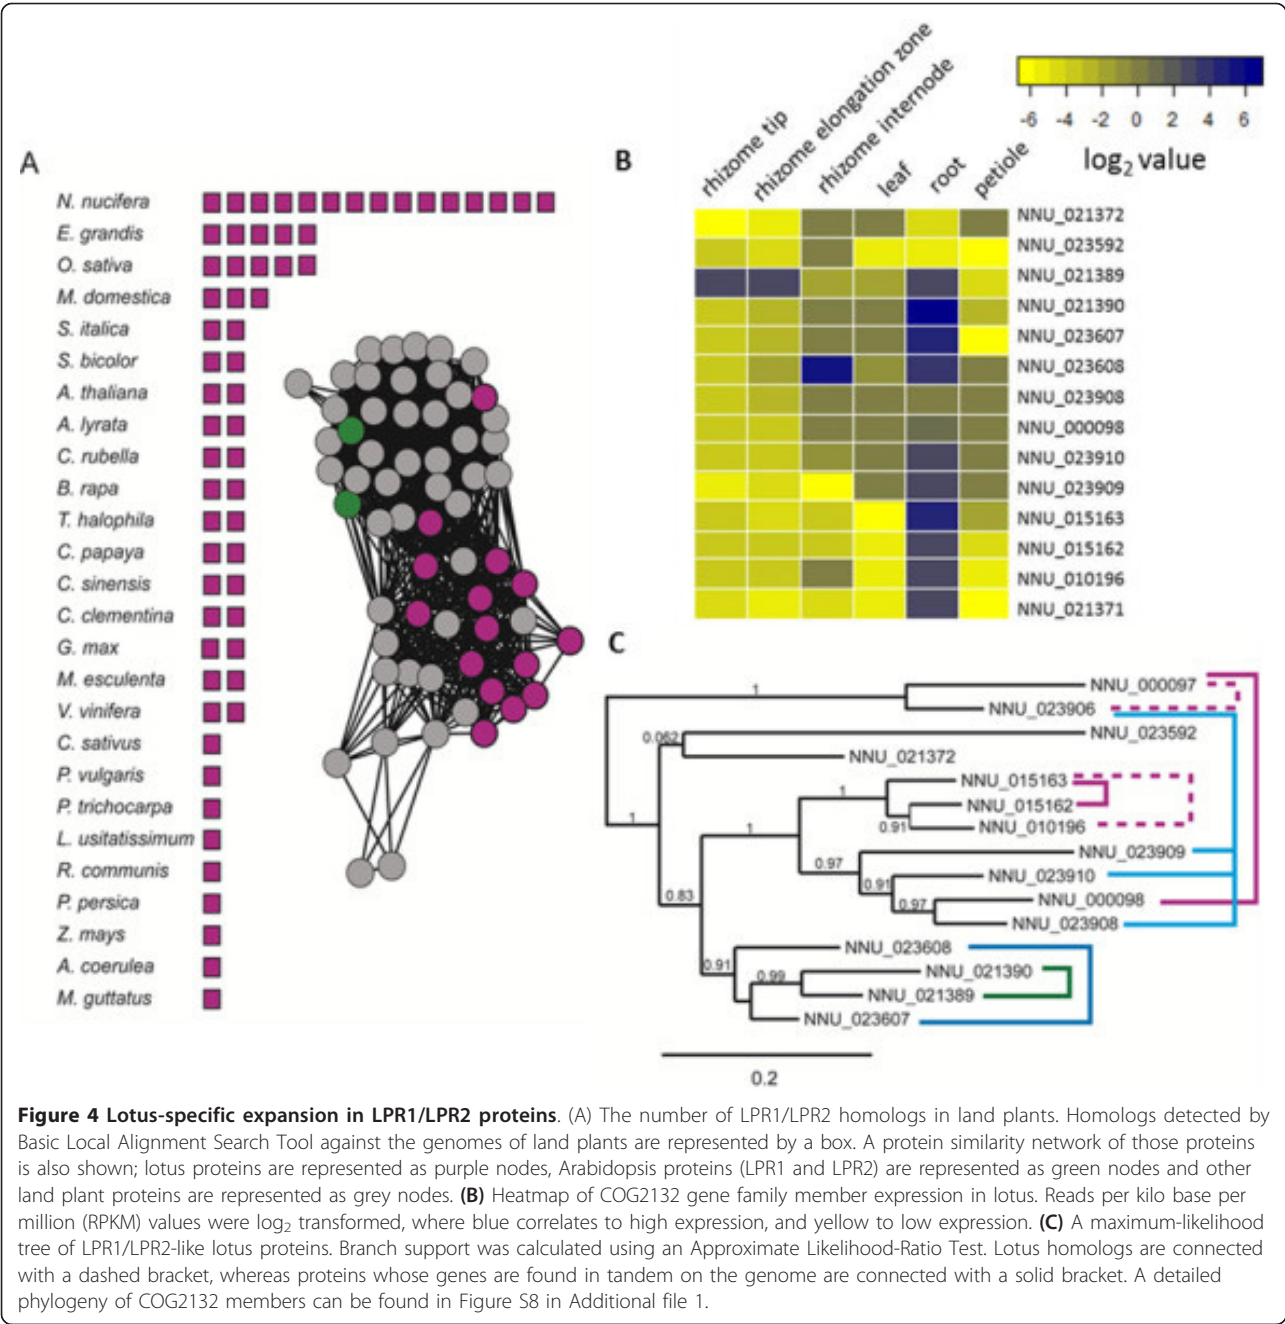 A
N. nucifera
E. grandis
O. sativa
M. domestica
S. italica
S. bicolor
A. thaliana
A. lyrata
C. rubella
B. rapa
T. halophila
C. papaya
C. sinensis
C. clementina
G. max
M. esculenta
V. vinifera
C. sativus
P. vulgaris
P. trichocarpa
L. usitatissimum
R. communis
P. persica
Z. mays
A. coerulea
M. guttatus
B
rhizome tip
rhizome elongation zone
rhizome internode
leaf
root
petiole
-6 -4 -2 0 2 4 6
log2 value
NNU_021372
NNU_023592
NNU_021389
NNU_021390
NNU_023607
NNU_023608
NNU_023908
NNU_000098
NNU_023910
NNU_023909
NNU_015163
NNU_015162
NNU_010196
NNU_021371
C
1 NNU_000097
NNU_023906
0.062 NNU_023592
NNU_021372
1 NNU_015163
NNU_015162
0.91 NNU_010196
1
1
NNU_023909
0.97
NNU_023910
0.91
NNU_000098
0.97
0.83
NNU_023908
NNU_023608
0.91
0.99 NNU_021390
NNU_021389
NNU_023607
0.2
Figure 4 Lotus-specific expansion in LPR1/LPR2 proteins. (A) The number of LPR1/LPR2 homologs in land plants. Homologs detected by
Basic Local Alignment Search Tool against the genomes of land plants are represented by a box. A protein similarity network of those proteins
is also shown; lotus proteins are represented as purple nodes, Arabidopsis proteins (LPR1 and LPR2) are represented as green nodes and other
land plant proteins are represented as grey nodes. (B) Heatmap of COG2132 gene family member expression in lotus. Reads per kilo base per
million (RPKM) values were log2 transformed, where blue correlates to high expression, and yellow to low expression. (C) A maximum-likelihood
tree of LPR1/LPR2-like lotus proteins. Branch support was calculated using an Approximate Likelihood-Ratio Test. Lotus homologs are connected
with a dashed bracket, whereas proteins whose genes are found in tandem on the genome are connected with a solid bracket. A detailed
phylogeny of COG2132 members can be found in Figure S8 in Additional file 1.